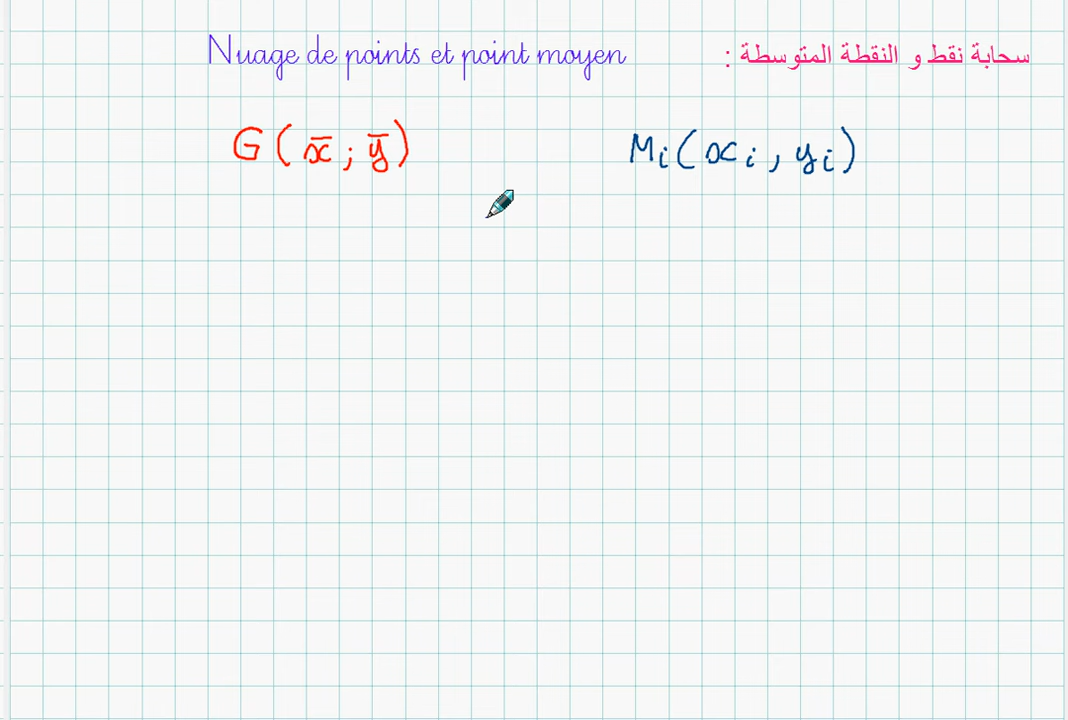 Nuage de points et point moyen سحابة نقط و النقطة المتوسطة :
G(x̄ ; ȳ) Mi(xi , yi)